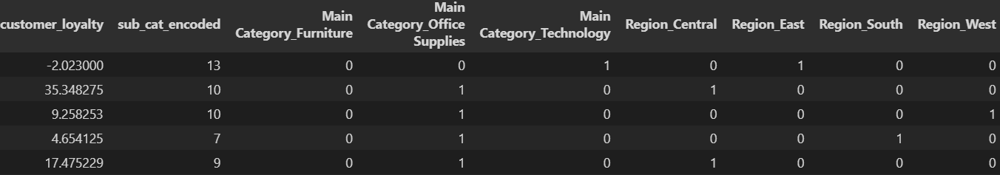 customer_loyalty sub_cat_encoded Main Category_Furniture Main Category_Office Supplies Main Category_Technology Region_Central Region_East Region_South Region_West
-2.023000 13 0 0 1 0 1 0 0
35.348275 10 0 1 0 1 0 0 0
9.258253 10 0 1 0 0 0 0 1
4.654125 7 0 1 0 0 0 1 0
17.475229 9 0 1 0 1 0 0 0